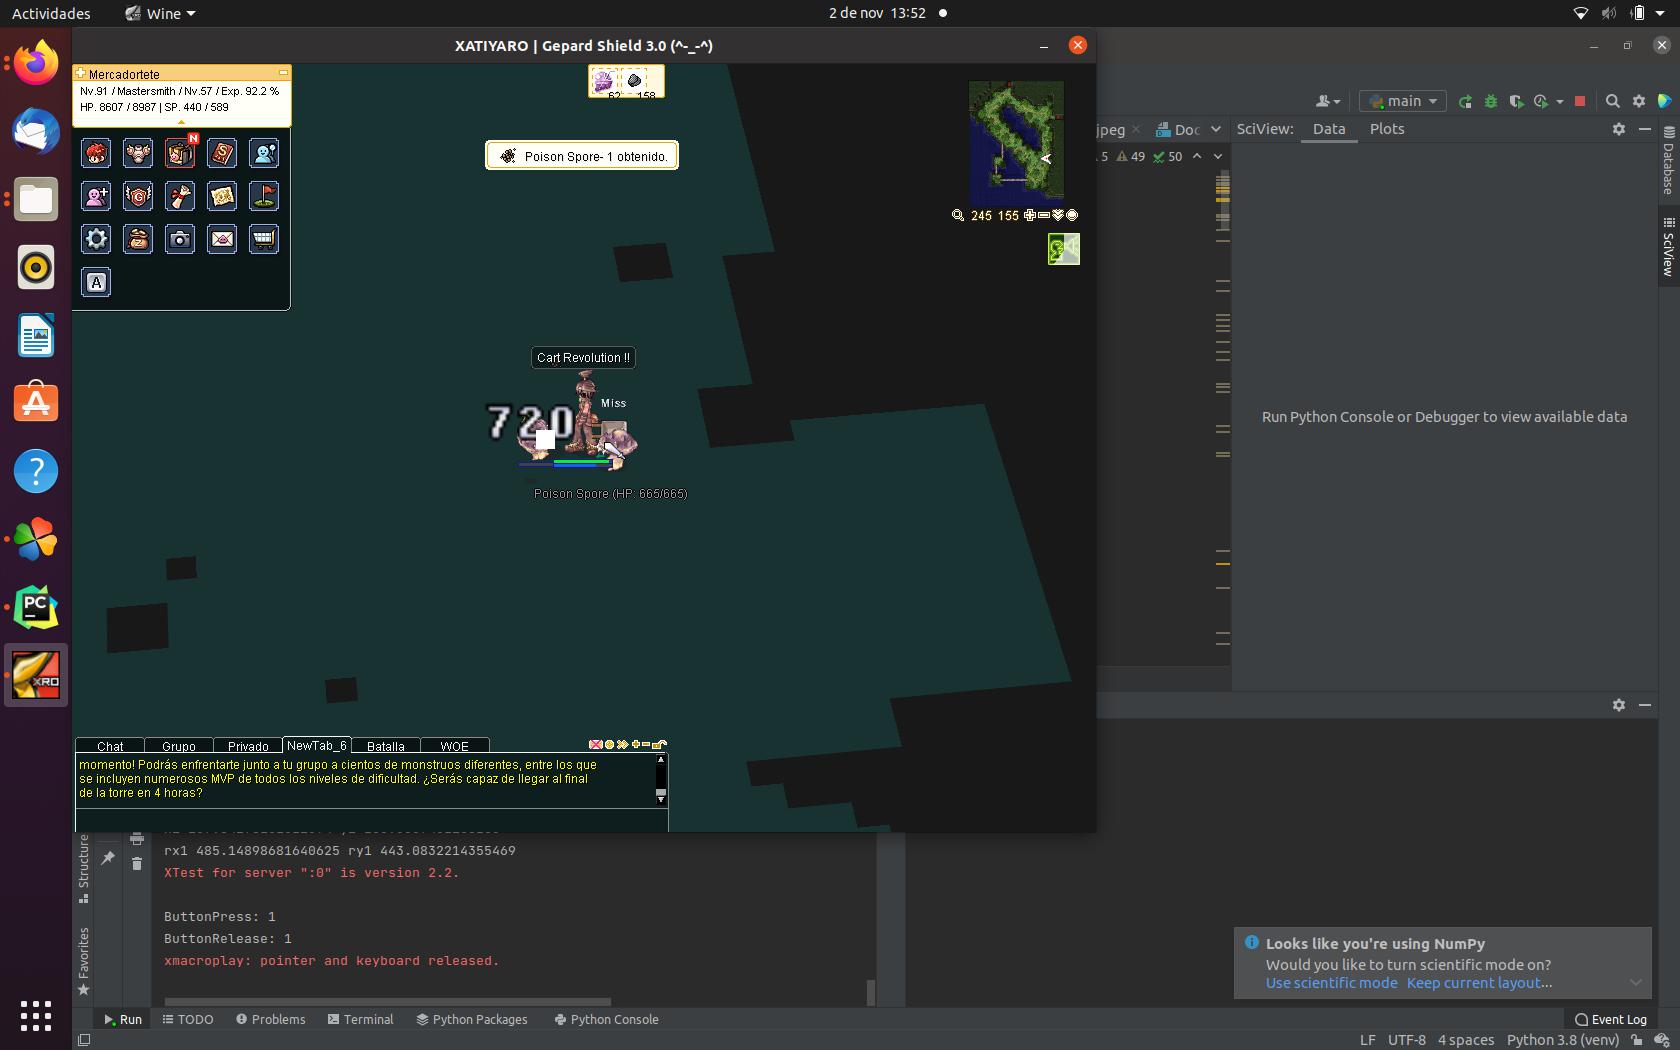 Actividades
Wine
2 de nov 13:52
XATIYARO | Gepard Shield 3.0 (^-_-^)
Mercadortete
Nv.91 / Mastersmith / Nv.57 / Exp. 92.2 %
HP. 8607 / 8987 | SP. 440 / 589
N
A
62 158
Poison Spore- 1 obtenido.
245 155
Cart Revolution !!
Miss
720
Poison Spore (HP: 665/665)
Chat Grupo Privado NewTab_6 Batalla WOE
momento! Podrás enfrentarte junto a tu grupo a cientos de monstruos diferentes, entre los que
se incluyen numerosos MVP de todos los niveles de dificultad. ¿Serás capaz de llegar al final
de la torre en 4 horas?
main
jpeg
Doc
SciView: Data Plots
5 49 50
Database
SciView
Run Python Console or Debugger to view available data
PC
XRO
Structure
Favorites
rx1 485.14898681640625 ry1 443.0832214355469
XTest for server ":0" is version 2.2.
ButtonPress: 1
ButtonRelease: 1
xmacroplay: pointer and keyboard released.
Looks like you're using NumPy
Would you like to turn scientific mode on?
Use scientific mode Keep current layout...
Run TODO Problems Terminal Python Packages Python Console
Event Log
LF UTF-8 4 spaces Python 3.8 (venv)